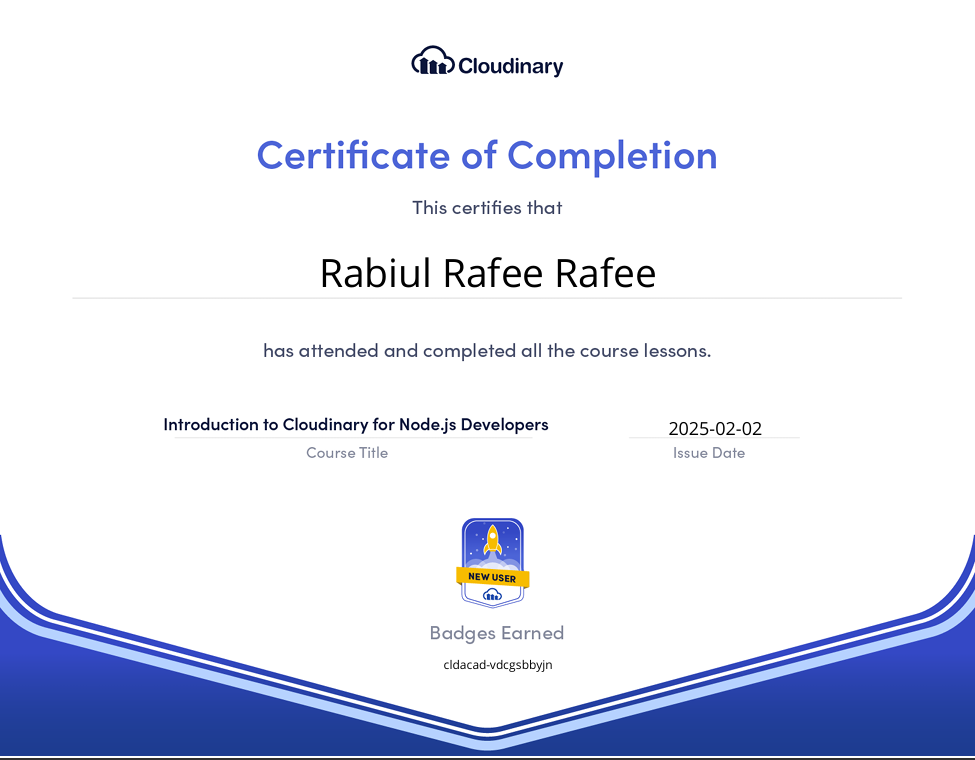 Cloudinary
Certificate of Completion
This certifies that
Rabiul Rafee Rafee
has attended and completed all the course lessons.
Introduction to Cloudinary for Node.js Developers
Course Title
2025-02-02
Issue Date
NEW USER
Badges Earned
cldacad-vdcgsbbyjn